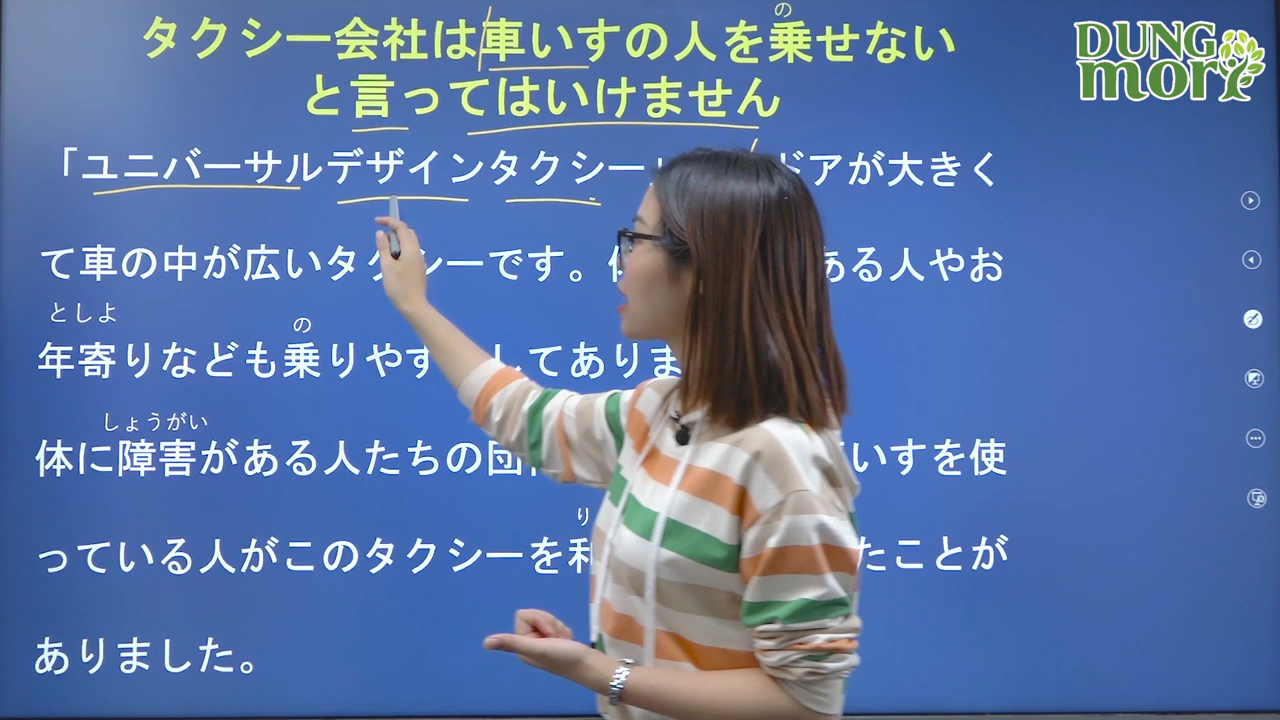 DUNG mori
の
タクシー会社は車いすの人を乗せない
と言ってはいけません
「ユニバーサルデザインタクシー ドアが大きく
て車の中が広いタクシーです。 ある人やお
としよ の
年寄りなども乗りやす してありま
しょうがい
体に障害がある人たちの団 いすを使
り
っている人がこのタクシーを利 たことが
ありました。